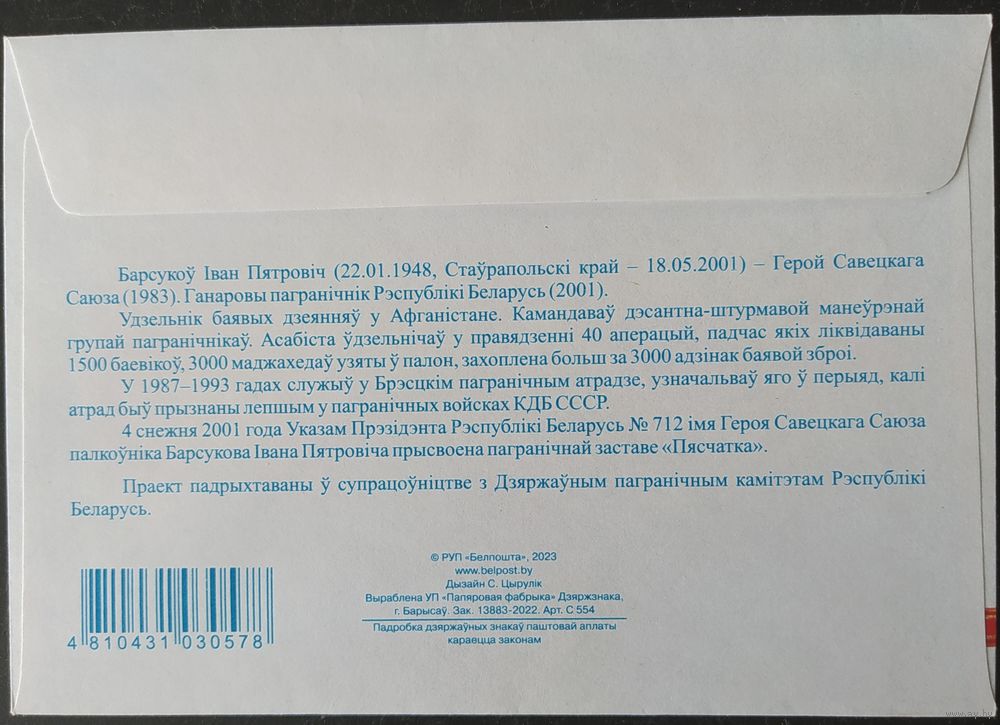 Барсукоў Іван Пятровіч (22.01.1948, Стаўрапольскі край – 18.05.2001) – Герой Савецкага
Саюза (1983). Ганаровы пагранічнік Рэспублікі Беларусь (2001).
Удзельнік баявых дзеянняў у Афганістане. Камандаваў дэсантна-штурмавой манеўрэнай
групай пагранічнікаў. Асабіста ўдзельнічаў у правядзенні 40 аперацый, падчас якіх ліквідаваны
1500 баевікоў, 3000 маджахедаў узяты ў палон, захоплена больш за 3000 адзінак баявой зброі.
У 1987–1993 гадах служыў у Брэсцкім пагранічным атрадзе, узначальваў яго ў перыяд, калі
атрад быў прызнаны лепшым у пагранічных войсках КДБ СССР.
4 снежня 2001 года Указам Прэзідэнта Рэспублікі Беларусь № 712 імя Героя Савецкага Саюза
палкоўніка Барсукова Івана Пятровіча прысвоена пагранічнай заставе «Пясчатка».
Праект падрыхтаваны ў супрацоўніцтве з Дзяржаўным пагранічным камітэтам Рэспублікі
Беларусь.
© РУП «Белпошта», 2023
www.belpost.by
Дызайн С. Цырулік
Выраблена УП «Папяровая фабрыка» Дзяржзнака,
г. Барысаў. Зак. 13883-2022. Арт. С 554
Падробка дзяржаўных знакаў паштовай аплаты
караецца законам
4 810431 030578
www.ay.by